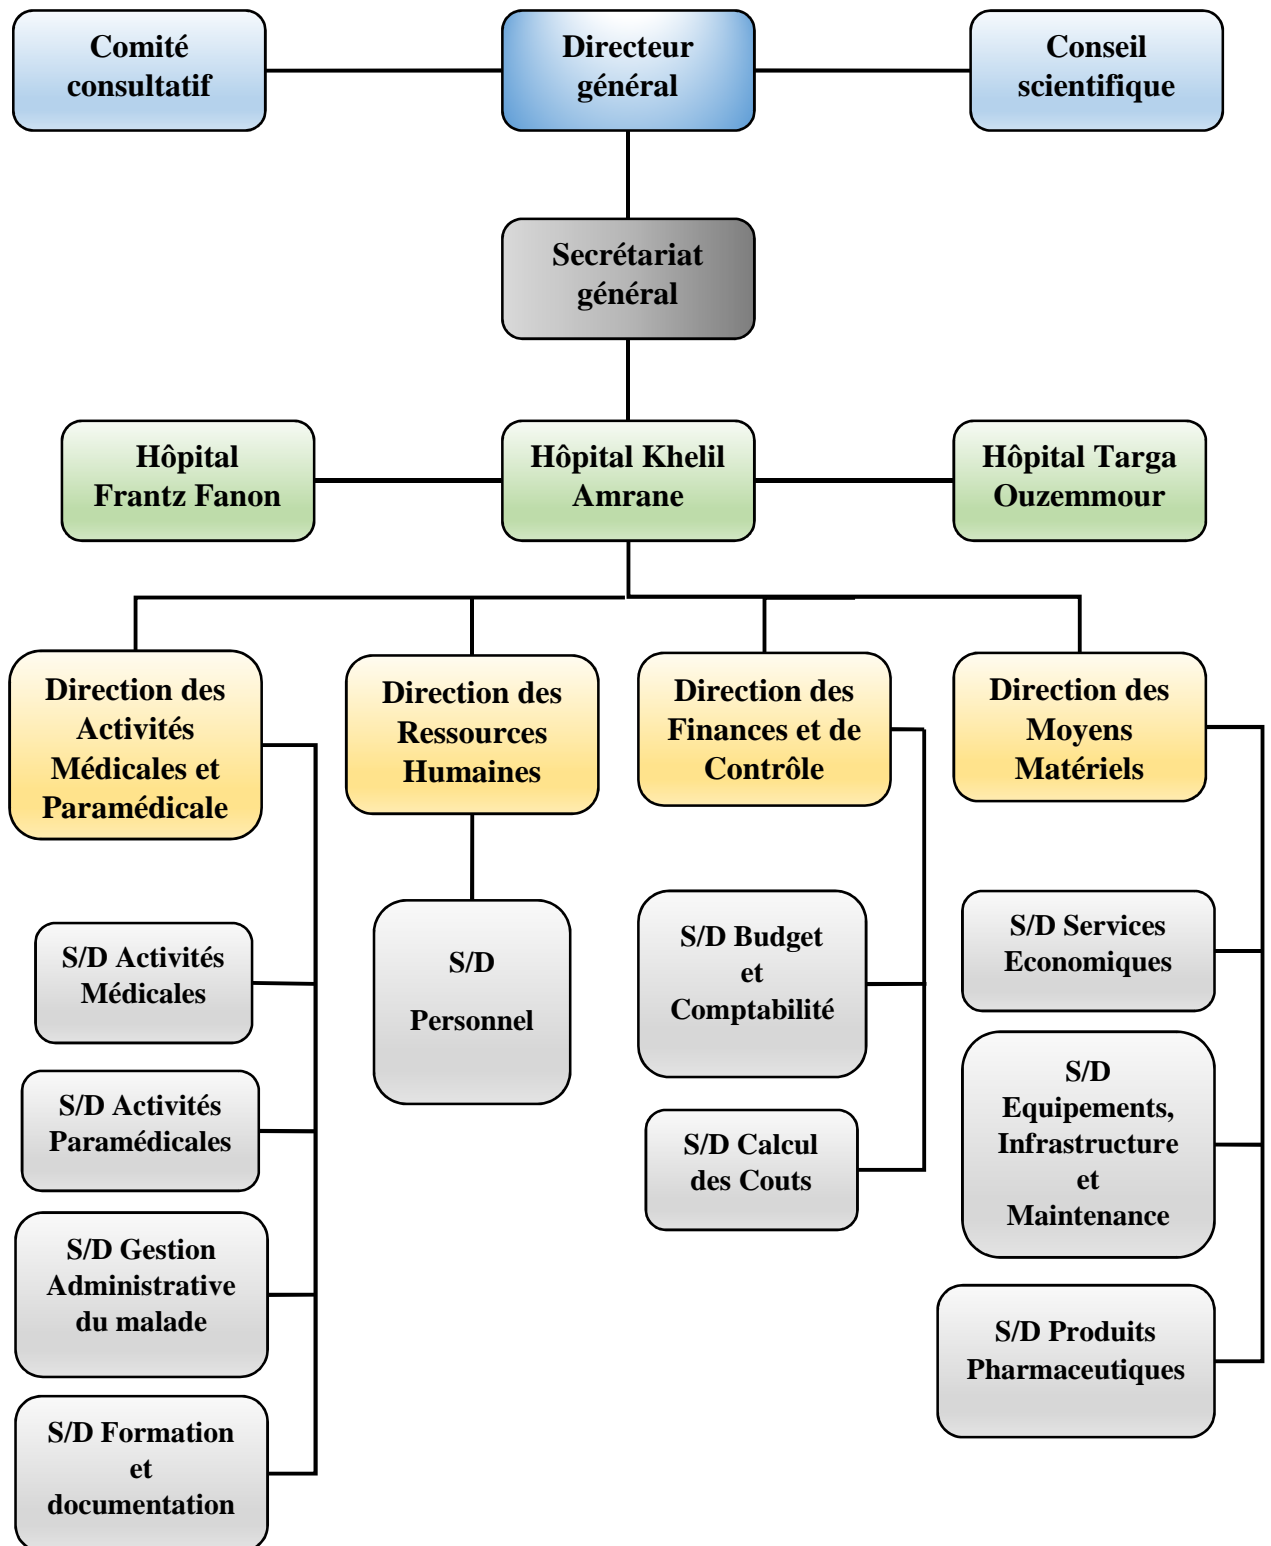 Comité
consultatif
Directeur
général
Conseil
scientifique
Secrétariat
général
Hôpital
Frantz Fanon
Hôpital Khelil
Amrane
Hôpital Targa
Ouzemmour
Direction des
Activités
Médicales et
Paramédicale
Direction des
Ressources
Humaines
Direction des
Finances et de
Contrôle
Direction des
Moyens
Matériels
S/D Activités
Médicales
S/D Activités
Paramédicales
S/D Gestion
Administrative
du malade
S/D Formation
et
documentation
S/D
Personnel
S/D Budget
et
Comptabilité
S/D Calcul
des Couts
S/D Services
Economiques
S/D
Equipements,
Infrastructure
et
Maintenance
S/D Produits
Pharmaceutiques